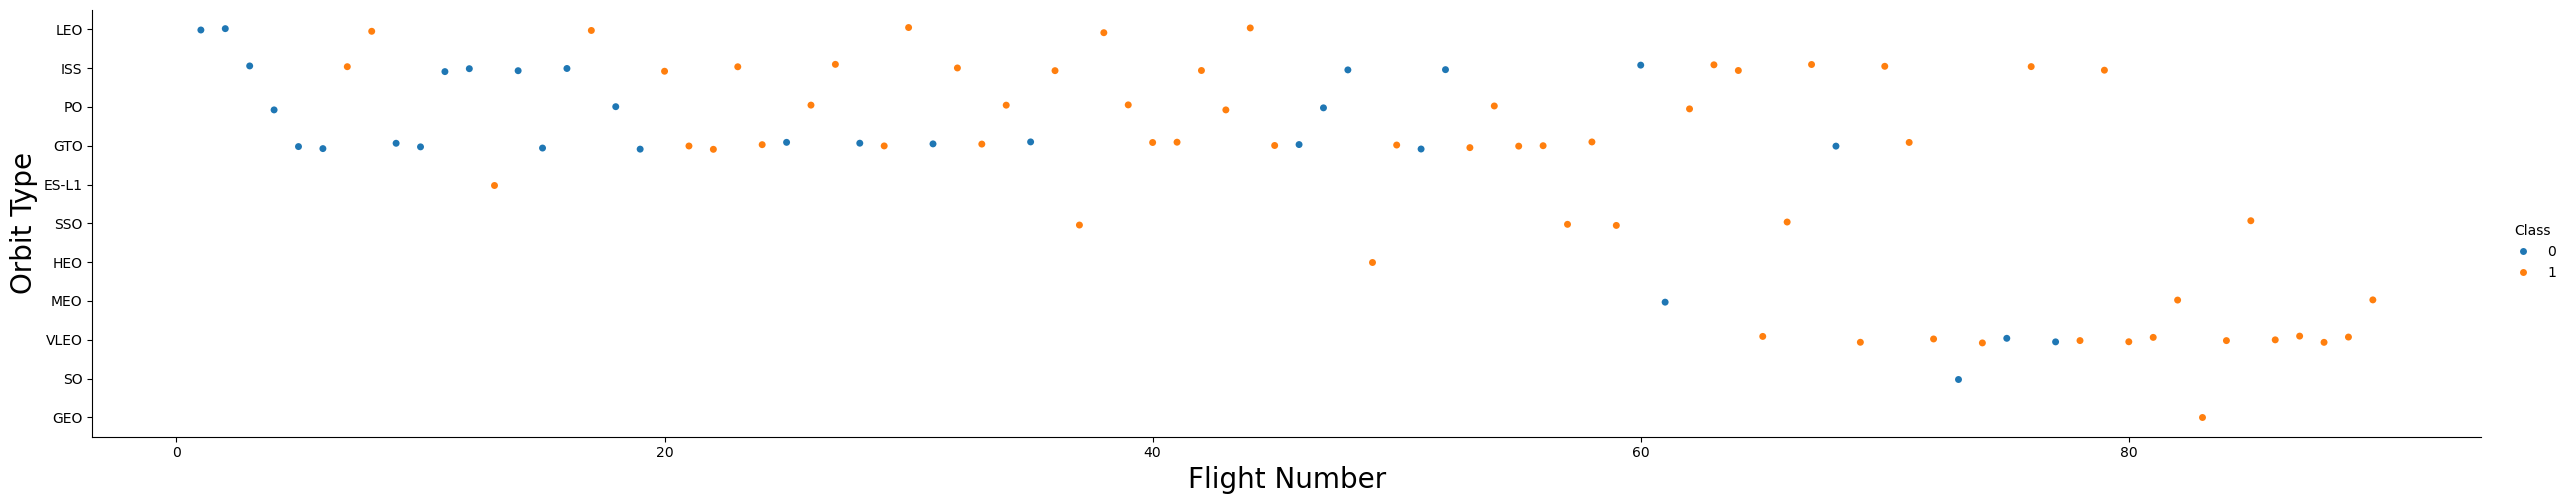 LEO
ISS
PO
GTO
ES-L1
SSO
HEO
MEO
VLEO
SO
GEO
Orbit Type
0
20
40
60
80
Flight Number
Class
0
1